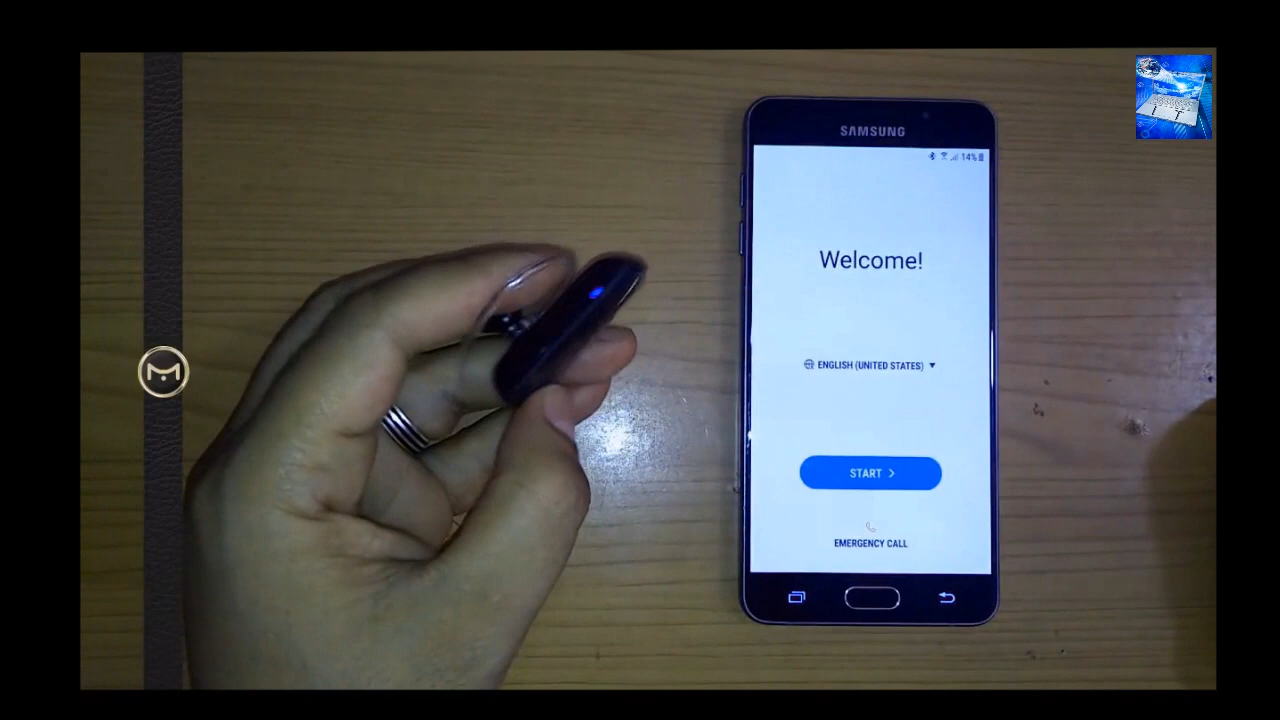 SAMSUNG
14%
Welcome!
ENGLISH (UNITED STATES)
START >
EMERGENCY CALL
I T
M